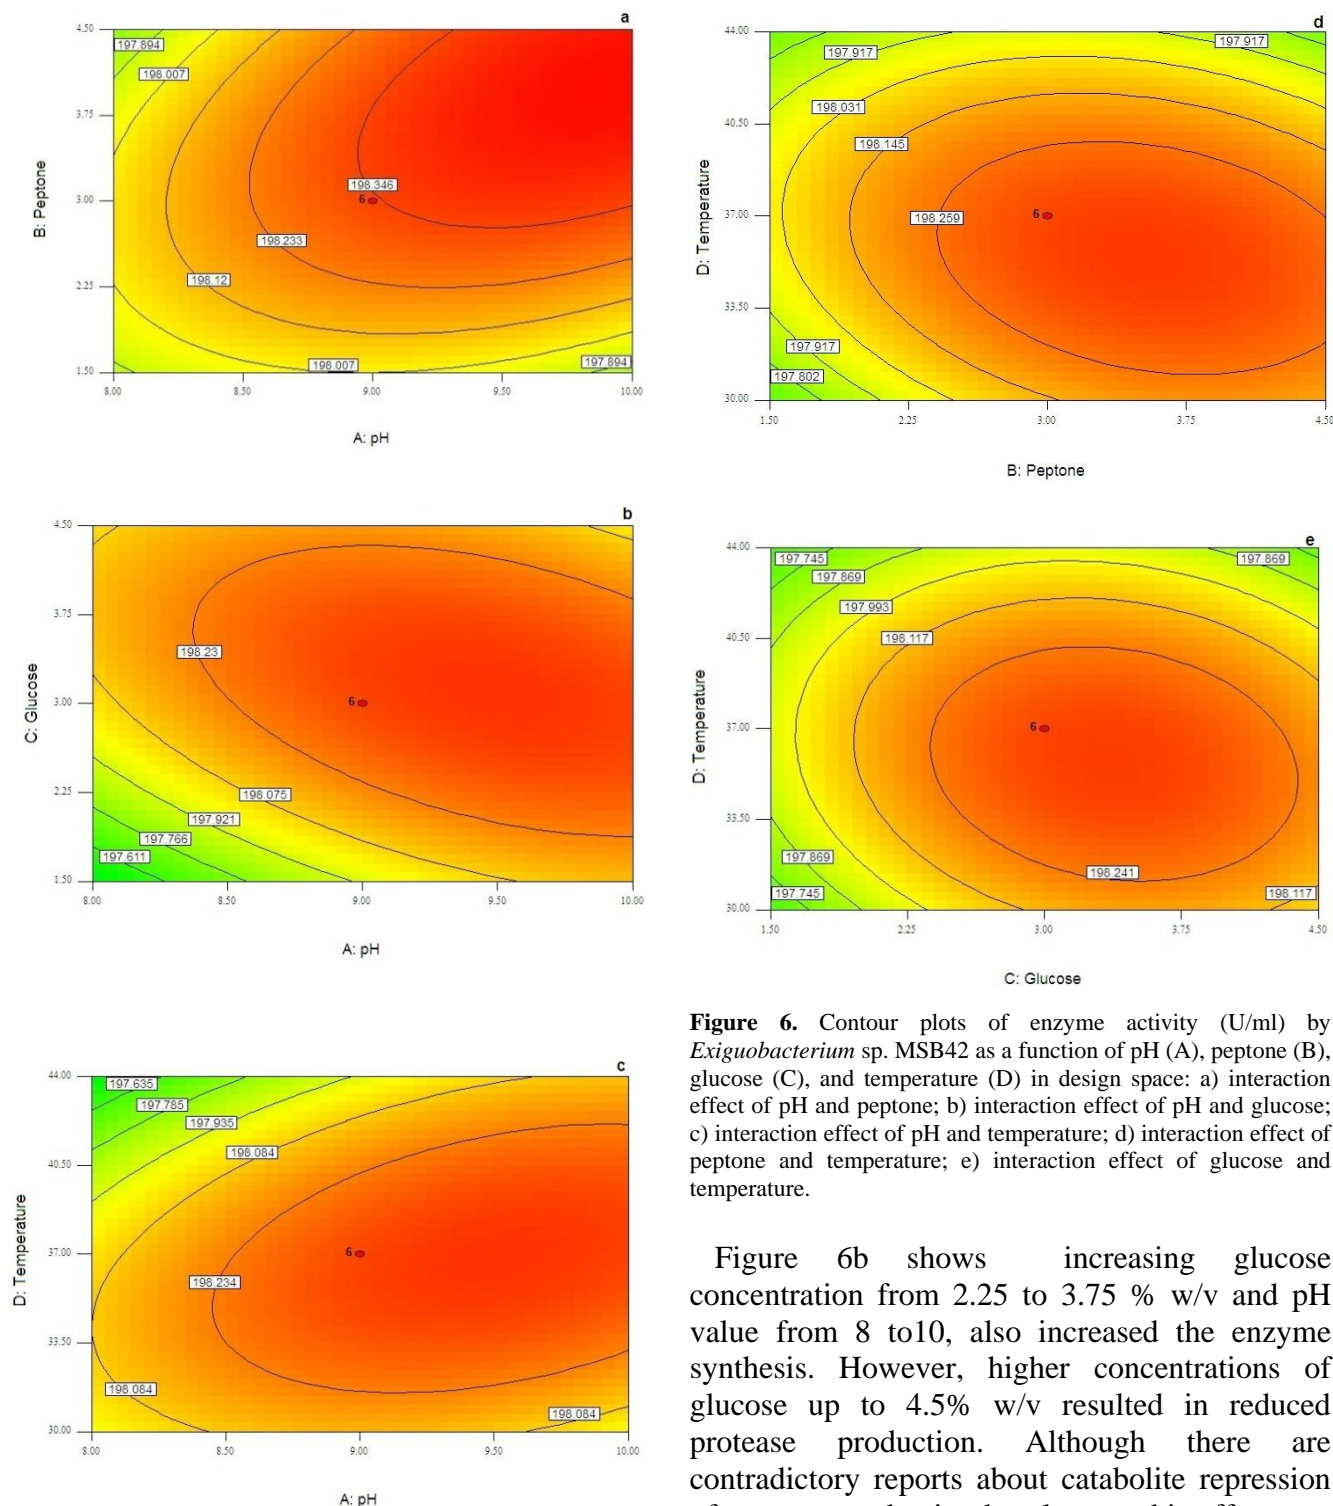 a
4.50
197.894
198.007
3.75
198.346
B: Peptone
3.00
6
198.233
2.25
198.12
1.50
198.007
197.894
8.00 8.50 9.00 9.50 10.00
A: pH
b
4.50
3.75
198.23
C: Glucose
3.00
6
2.25
198.075
197.921
197.766
197.611
1.50
8.00 8.50 9.00 9.50 10.00
A: pH
c
44.00
197.635
197.785
197.935
198.084
40.50
D: Temperature
37.00
6
198.234
33.50
198.084
198.084
30.00
8.00 8.50 9.00 9.50 10.00
A: pH
d
44.00
197.917
197.917
198.031
40.50
198.145
D: Temperature
37.00
198.259
6
33.50
197.917
197.802
30.00
1.50 2.25 3.00 3.75 4.50
B: Peptone
e
44.00
197.745
197.869
197.869
197.993
40.50
198.117
D: Temperature
37.00
6
33.50
197.869
198.241
197.745
198.117
30.00
1.50 2.25 3.00 3.75 4.50
C: Glucose
Figure 6. Contour plots of enzyme activity (U/ml) by
Exiguobacterium sp. MSB42 as a function of pH (A), peptone (B),
glucose (C), and temperature (D) in design space: a) interaction
effect of pH and peptone; b) interaction effect of pH and glucose;
c) interaction effect of pH and temperature; d) interaction effect of
peptone and temperature; e) interaction effect of glucose and
temperature.
Figure 6b shows increasing glucose
concentration from 2.25 to 3.75 % w/v and pH
value from 8 to10, also increased the enzyme
synthesis. However, higher concentrations of
glucose up to 4.5% w/v resulted in reduced
protease production. Although there are
contradictory reports about catabolite repression